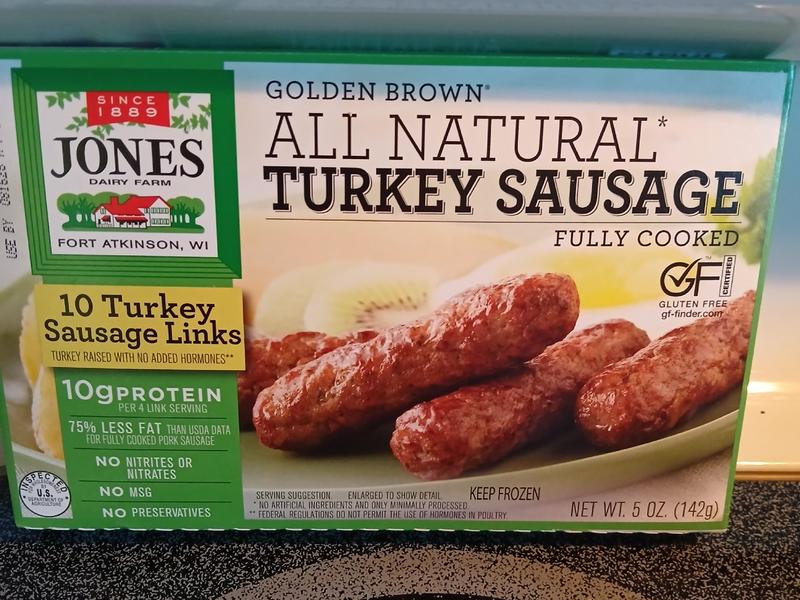 SINCE
1889
JONES
DAIRY FARM
FORT ATKINSON, WI
GOLDEN BROWN®
ALL NATURAL*
TURKEY SAUSAGE
FULLY COOKED
GF CERTIFIED
GLUTEN FREE
gf-finder.com
10 Turkey
Sausage Links
TURKEY RAISED WITH NO ADDED HORMONES**
10gPROTEIN
PER 4 LINK SERVING
75% LESS FAT THAN USDA DATA
FOR FULLY COOKED PORK SAUSAGE
NO NITRITES OR
NITRATES
NO MSG
NO PRESERVATIVES
INSPECTED
BY
U.S.
DEPARTMENT OF
AGRICULTURE
SERVING SUGGESTION. ENLARGED TO SHOW DETAIL. KEEP FROZEN
* NO ARTIFICIAL INGREDIENTS AND ONLY MINIMALLY PROCESSED.
** FEDERAL REGULATIONS DO NOT PERMIT THE USE OF HORMONES IN POULTRY.
NET WT. 5 OZ. (142g)
USE BY